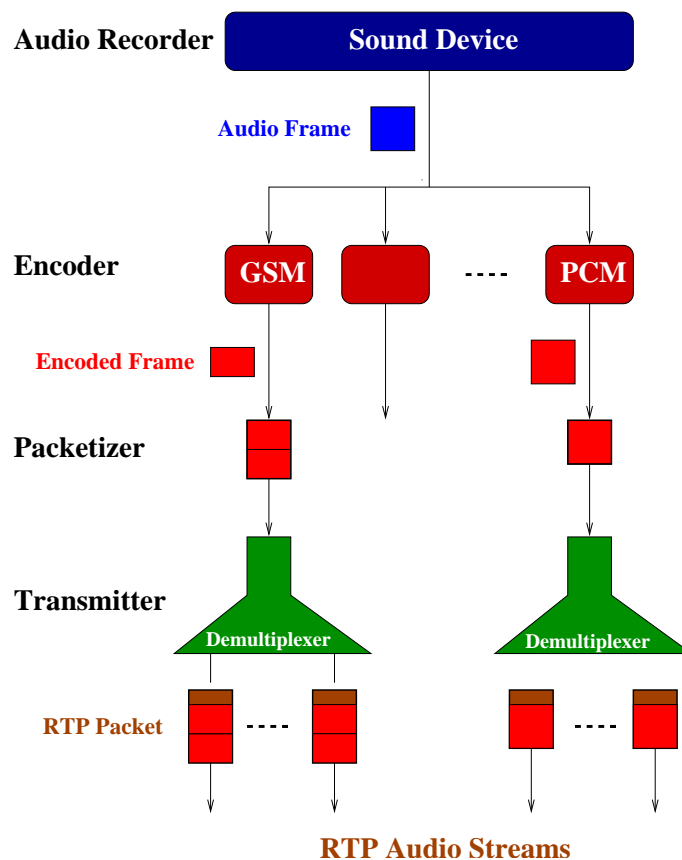 Audio Recorder
Sound Device
Audio Frame
Encoder
GSM
PCM
Encoded Frame
Packetizer
Transmitter
Demultiplexer
Demultiplexer
RTP Packet
RTP Audio Streams